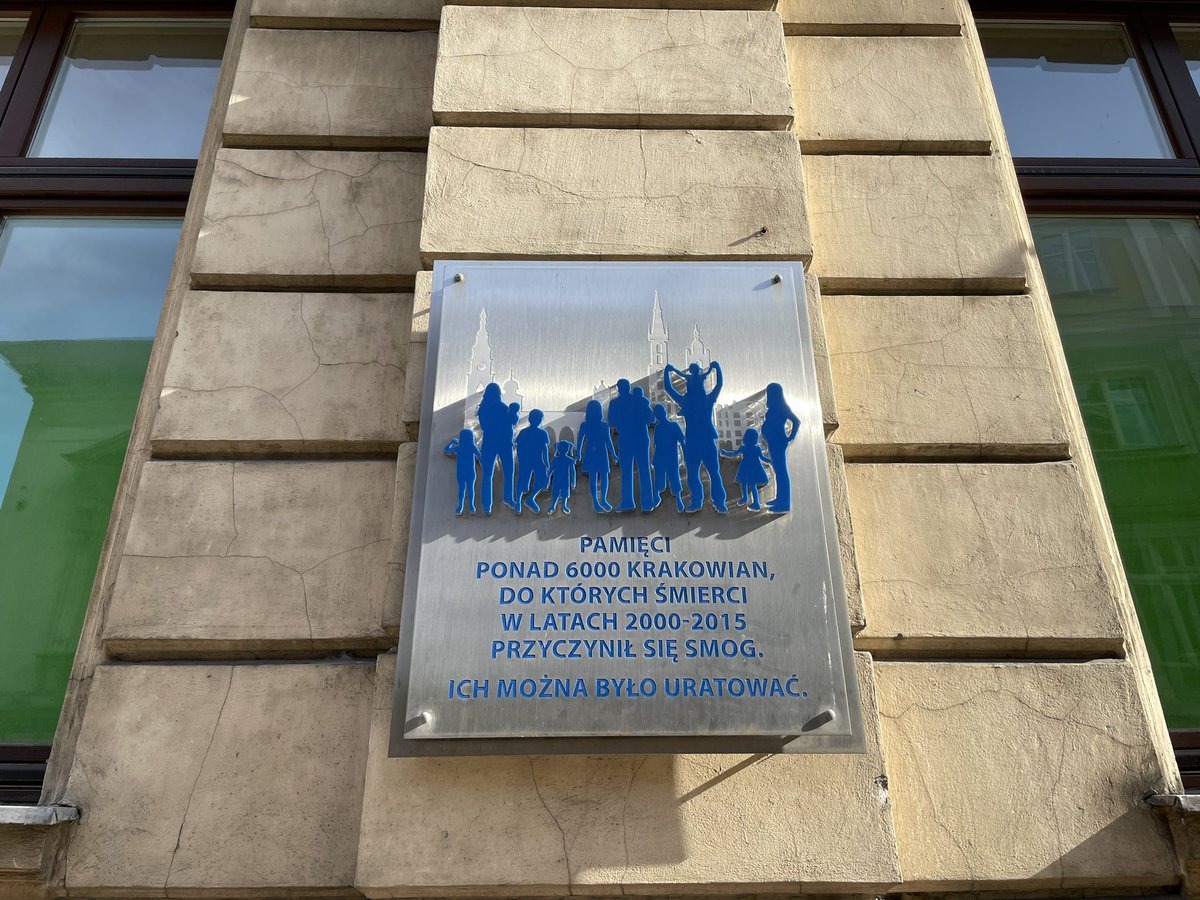 PAMIĘCI
PONAD 6000 KRAKOWIAN,
DO KTÓRYCH ŚMIERCI
W LATACH 2000-2015
PRZYCZYNIŁ SIĘ SMOG.
ICH MOŻNA BYŁO URATOWAĆ.